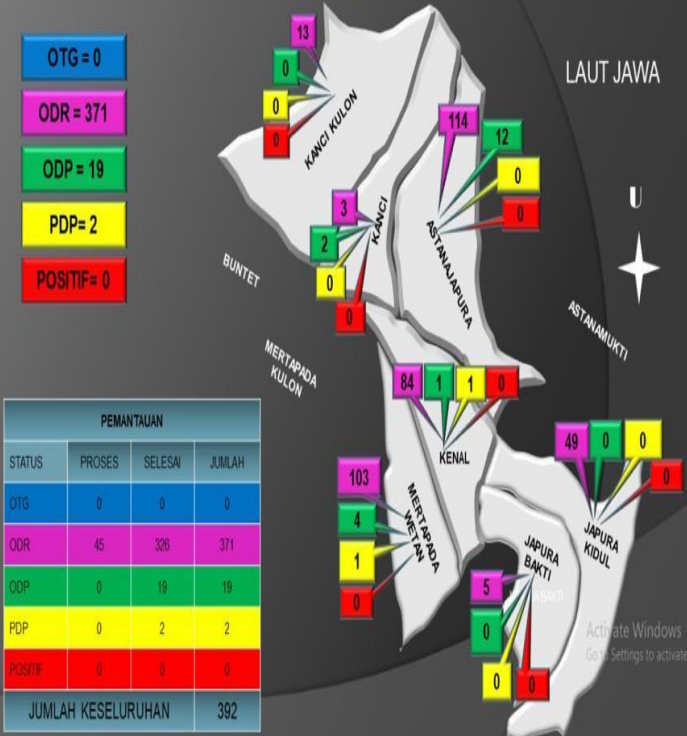 OTG = 0
ODR = 371
ODP = 19
PDP= 2
POSITIF= 0
LAUT JAWA
U
13
0
0
0
KANCI KULON
114
12
0
0
ASTANAJAPURA
3
2
0
0
KANCI
BUNTET
MERTAPADA
KULON
ASTANAMUKTI
84
1
1
0
KENAL
49
0
0
0
JAPURA
KIDUL
103
4
1
0
MERTAPADA
WETAN
JAPURA
BAKTI
BAKTI
5
0
0
0
PEMANTAUAN
STATUS PROSES SELESAI JUMLAH
OTG 0 0 0
ODR 45 326 371
ODP 0 19 19
PDP 0 2 2
POSITIF 0 0 0
JUMLAH KESELURUHAN 392
Activate Windows
Go to Settings to activate